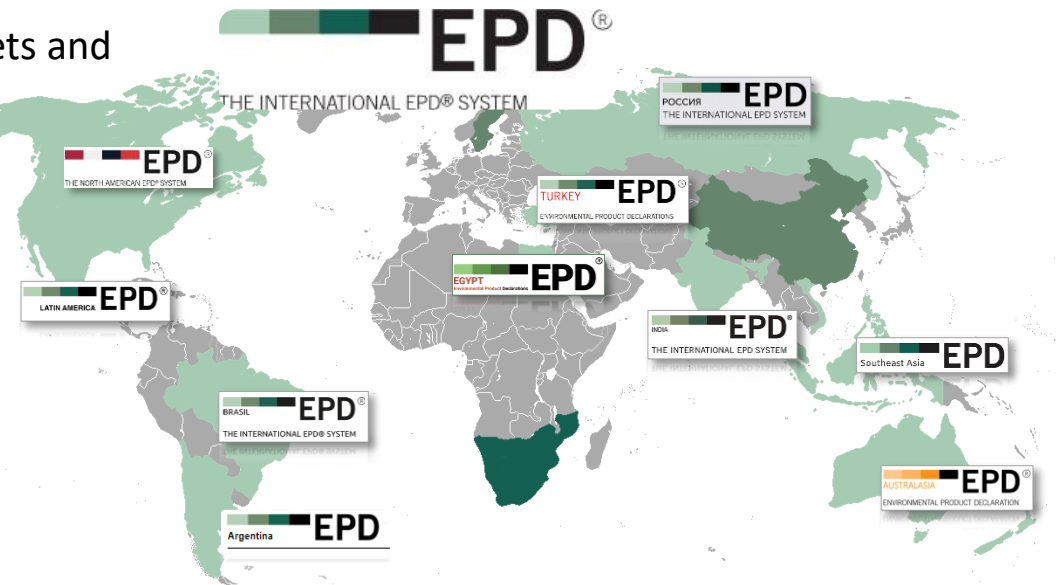 ets and
EPD®
THE INTERNATIONAL EPD® SYSTEM
РОССИЯ EPD
THE INTERNATIONAL EPD SYSTEM
EPD®
THE NORTH AMERICAN EPD® SYSTEM
TURKEY EPD®
ENVIRONMENTAL PRODUCT DECLARATIONS
EGYPT EPD®
Environmental Product Declarations
LATIN AMERICA EPD®
INDIA EPD®
THE INTERNATIONAL EPD SYSTEM
Southeast Asia EPD
BRASIL EPD®
THE INTERNATIONAL EPD® SYSTEM
AUSTRALASIA EPD®
ENVIRONMENTAL PRODUCT DECLARATION
Argentina EPD